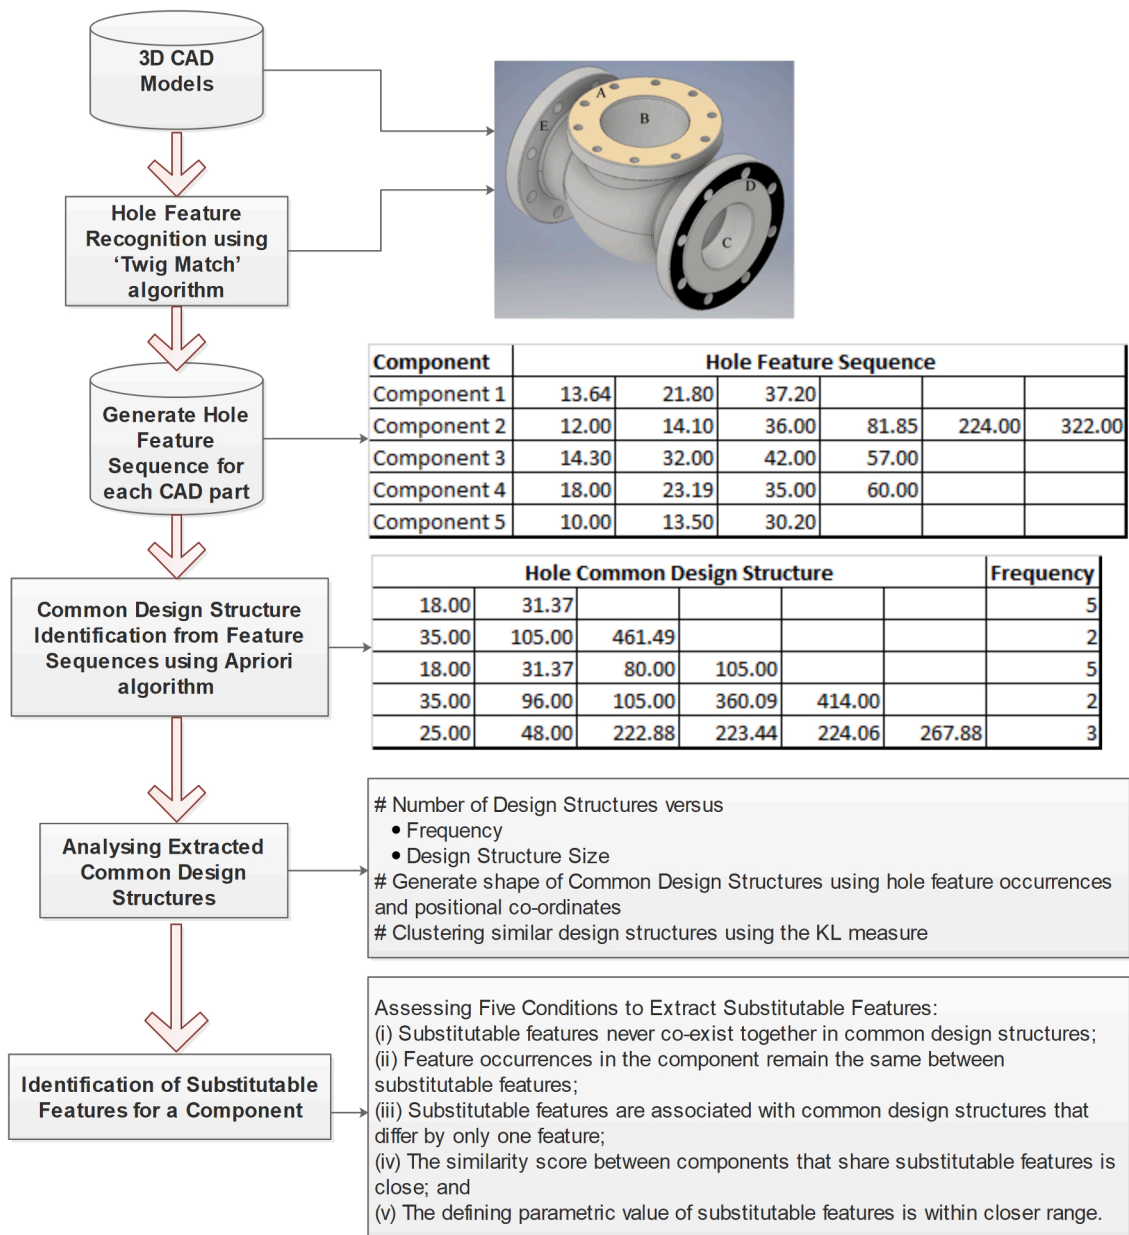 3D CAD
Models
A
B
E
D
C
Hole Feature
Recognition using
‘Twig Match’
algorithm
Generate Hole
Feature
Sequence for
each CAD part
Component Hole Feature Sequence
Component 1 13.64 21.80 37.20
Component 2 12.00 14.10 36.00 81.85 224.00 322.00
Component 3 14.30 32.00 42.00 57.00
Component 4 18.00 23.19 35.00 60.00
Component 5 10.00 13.50 30.20
Common Design Structure
Identification from Feature
Sequences using Apriori
algorithm
Hole Common Design Structure Frequency
18.00 31.37 5
35.00 105.00 461.49 2
18.00 31.37 80.00 105.00 5
35.00 96.00 105.00 360.09 414.00 2
25.00 48.00 222.88 223.44 224.06 267.88 3
Analysing Extracted
Common Design
Structures
# Number of Design Structures versus
• Frequency
• Design Structure Size
# Generate shape of Common Design Structures using hole feature occurrences
and positional co-ordinates
# Clustering similar design structures using the KL measure
Identification of Substitutable
Features for a Component
Assessing Five Conditions to Extract Substitutable Features:
(i) Substitutable features never co-exist together in common design structures;
(ii) Feature occurrences in the component remain the same between
substitutable features;
(iii) Substitutable features are associated with common design structures that
differ by only one feature;
(iv) The similarity score between components that share substitutable features is
close; and
(v) The defining parametric value of substitutable features is within closer range.